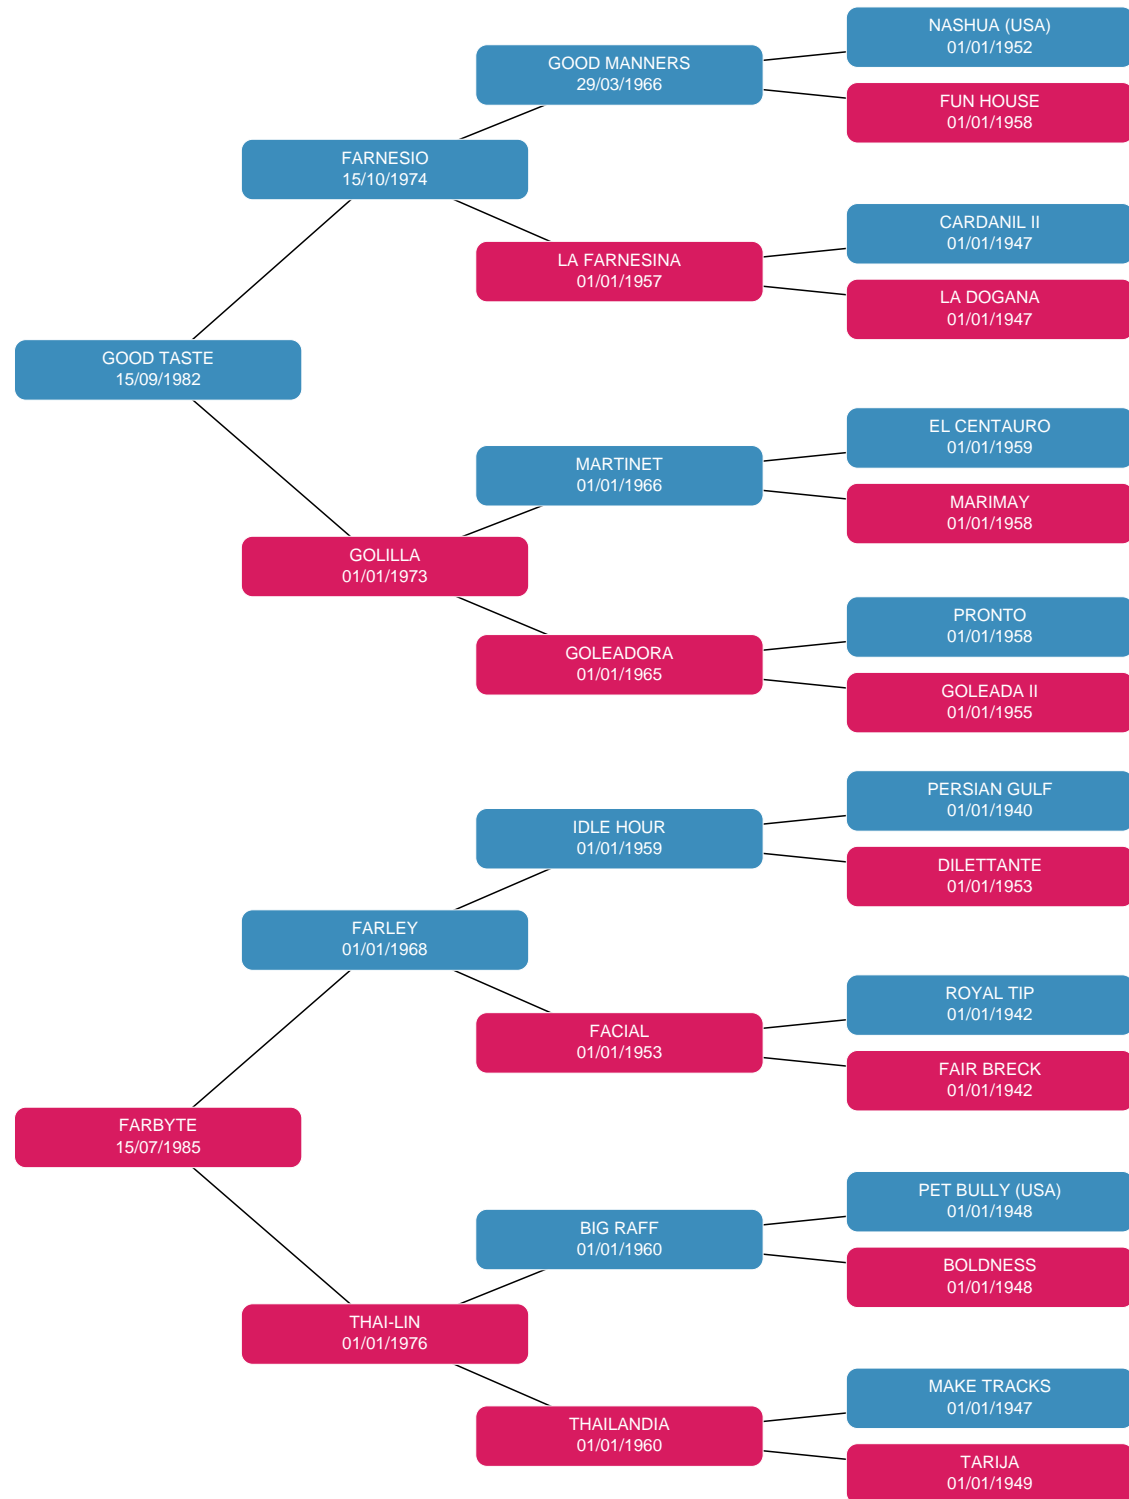 NASHUA (USA)
01/01/1952
GOOD MANNERS
29/03/1966
FUN HOUSE
01/01/1958
FARNESIO
15/10/1974
CARDANIL II
01/01/1947
LA FARNESINA
01/01/1957
LA DOGANA
01/01/1947
GOOD TASTE
15/09/1982
EL CENTAURO
01/01/1959
MARTINET
01/01/1966
MARIMAY
01/01/1958
GOLILLA
01/01/1973
PRONTO
01/01/1958
GOLEADORA
01/01/1965
GOLEADA II
01/01/1955
PERSIAN GULF
01/01/1940
IDLE HOUR
01/01/1959
DILETTANTE
01/01/1953
FARLEY
01/01/1968
ROYAL TIP
01/01/1942
FACIAL
01/01/1953
FAIR BRECK
01/01/1942
FARBYTE
15/07/1985
PET BULLY (USA)
01/01/1948
BIG RAFF
01/01/1960
BOLDNESS
01/01/1948
THAI-LIN
01/01/1976
MAKE TRACKS
01/01/1947
THAILANDIA
01/01/1960
TARIJA
01/01/1949